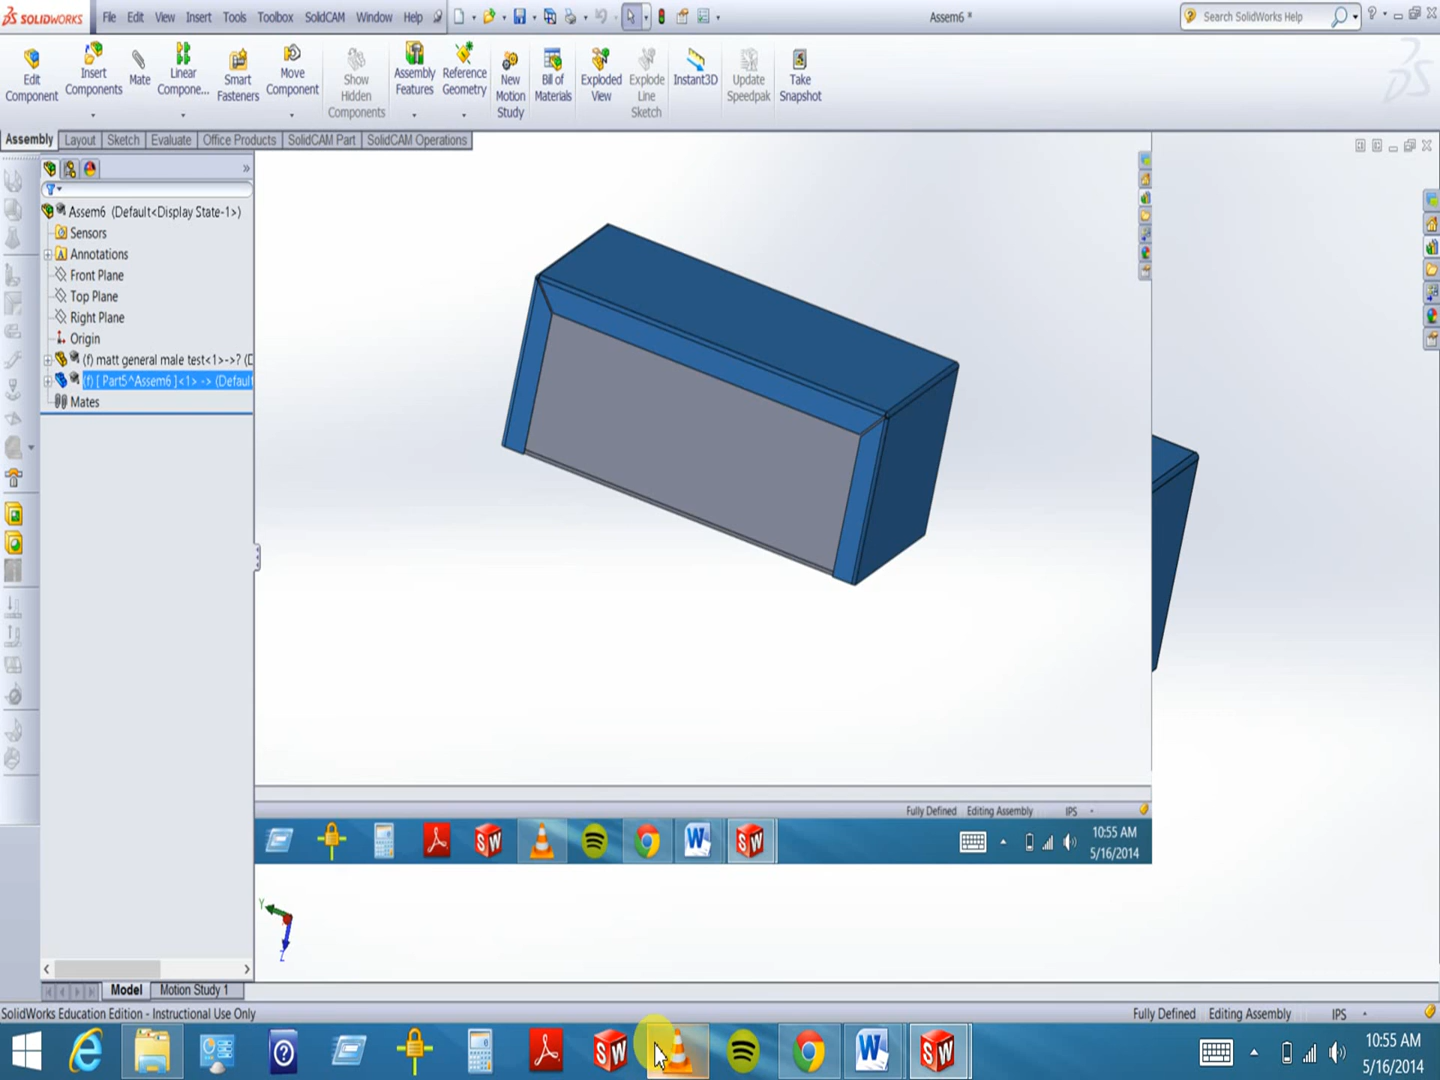 SOLIDWORKS File Edit View Insert Tools Toolbox SolidCAM Window Help Assem6 * Search SolidWorks Help
Edit Component
Insert Components
Mate
Linear Compone...
Smart Fasteners
Move Component
Show Hidden Components
Assembly Features
Reference Geometry
New Motion Study
Bill of Materials
Exploded View
Explode Line Sketch
Instant3D
Update Speedpak
Take Snapshot
Assembly Layout Sketch Evaluate Office Products SolidCAM Part SolidCAM Operations
Assem6 (Default<Display State-1>)
Sensors
Annotations
Front Plane
Top Plane
Right Plane
Origin
(f) matt general male test<1>->? (D
(f) [ Part5^Assem6 ]<1> -> (Default
Mates
Fully Defined Editing Assembly IPS
10:55 AM
5/16/2014
Y
Z
Model Motion Study 1
SolidWorks Education Edition - Instructional Use Only Fully Defined Editing Assembly IPS
10:55 AM
5/16/2014